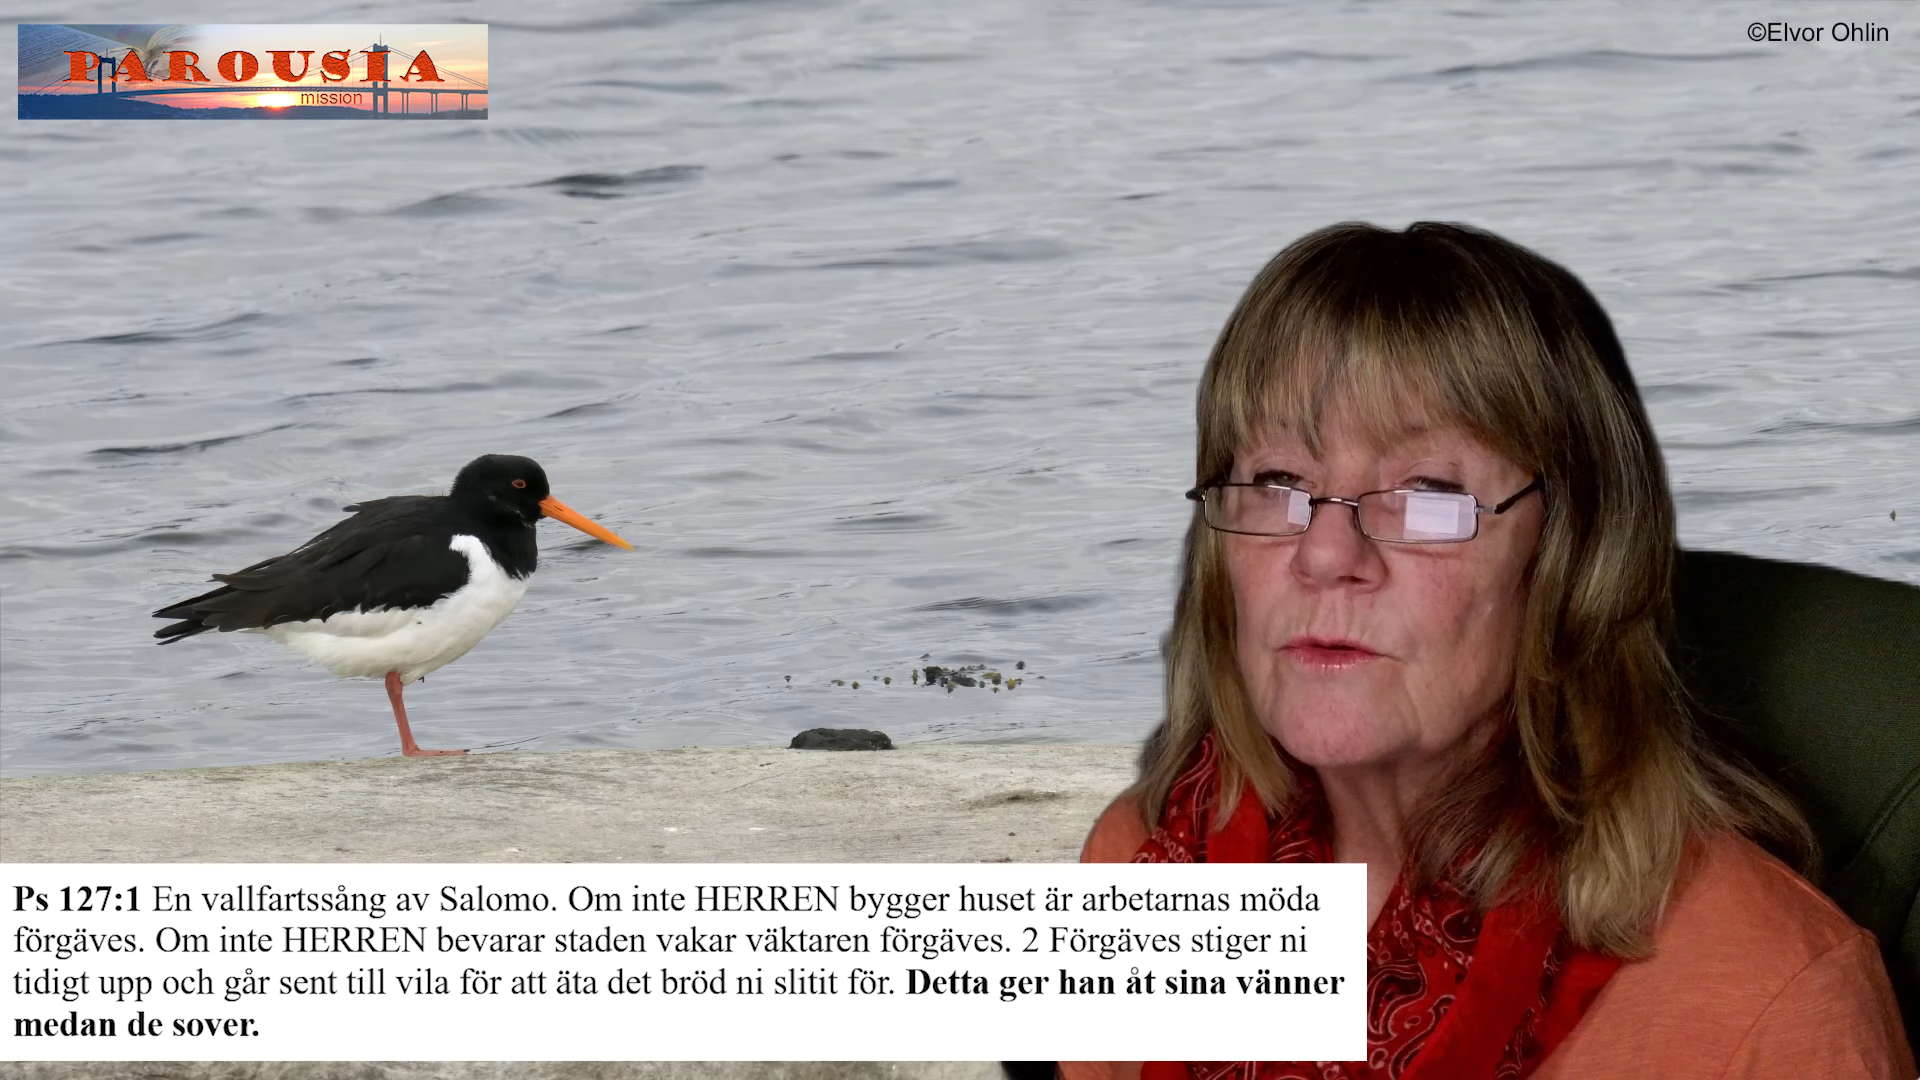 PAROUSIA
mission
©Elvor Ohlin
Ps 127:1 En vallfartssång av Salomo. Om inte HERREN bygger huset är arbetarnas möda
förgäves. Om inte HERREN bevarar staden vakar väktaren förgäves. 2 Förgäves stiger ni
tidigt upp och går sent till vila för att äta det bröd ni slitit för. Detta ger han åt sina vänner
medan de sover.